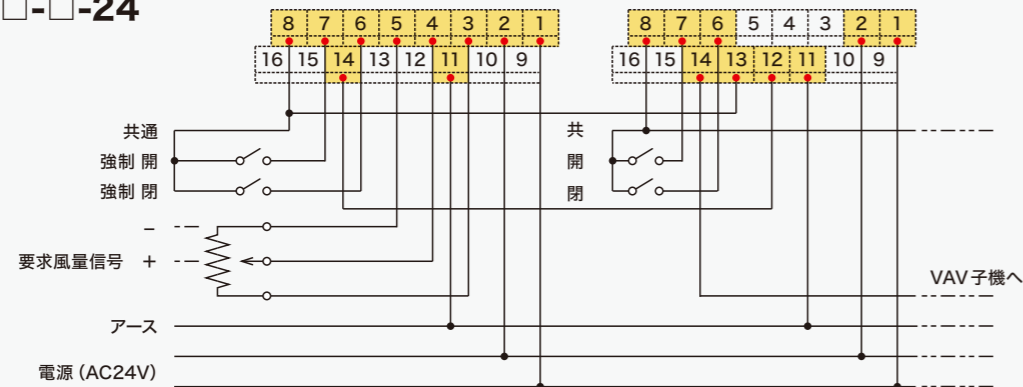 □-□-24
8 7 6 5 4 3 2 1
16 15 14 13 12 11 10 9
8 7 6 5 4 3 2 1
16 15 14 13 12 11 10 9
共通
強制 開
強制 閉
−
要求風量信号 +
アース
電源(AC24V)
共
開
閉
VAV子機へ